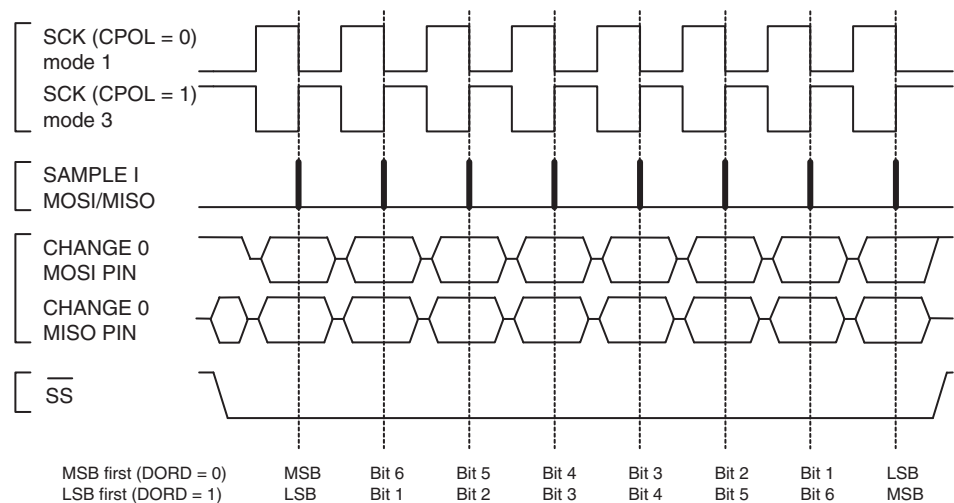 SCK (CPOL = 0)
mode 1
SCK (CPOL = 1)
mode 3
SAMPLE I
MOSI/MISO
CHANGE 0
MOSI PIN
CHANGE 0
MISO PIN
SS
MSB first (DORD = 0) MSB Bit 6 Bit 5 Bit 4 Bit 3 Bit 2 Bit 1 LSB
LSB first (DORD = 1) LSB Bit 1 Bit 2 Bit 3 Bit 4 Bit 5 Bit 6 MSB